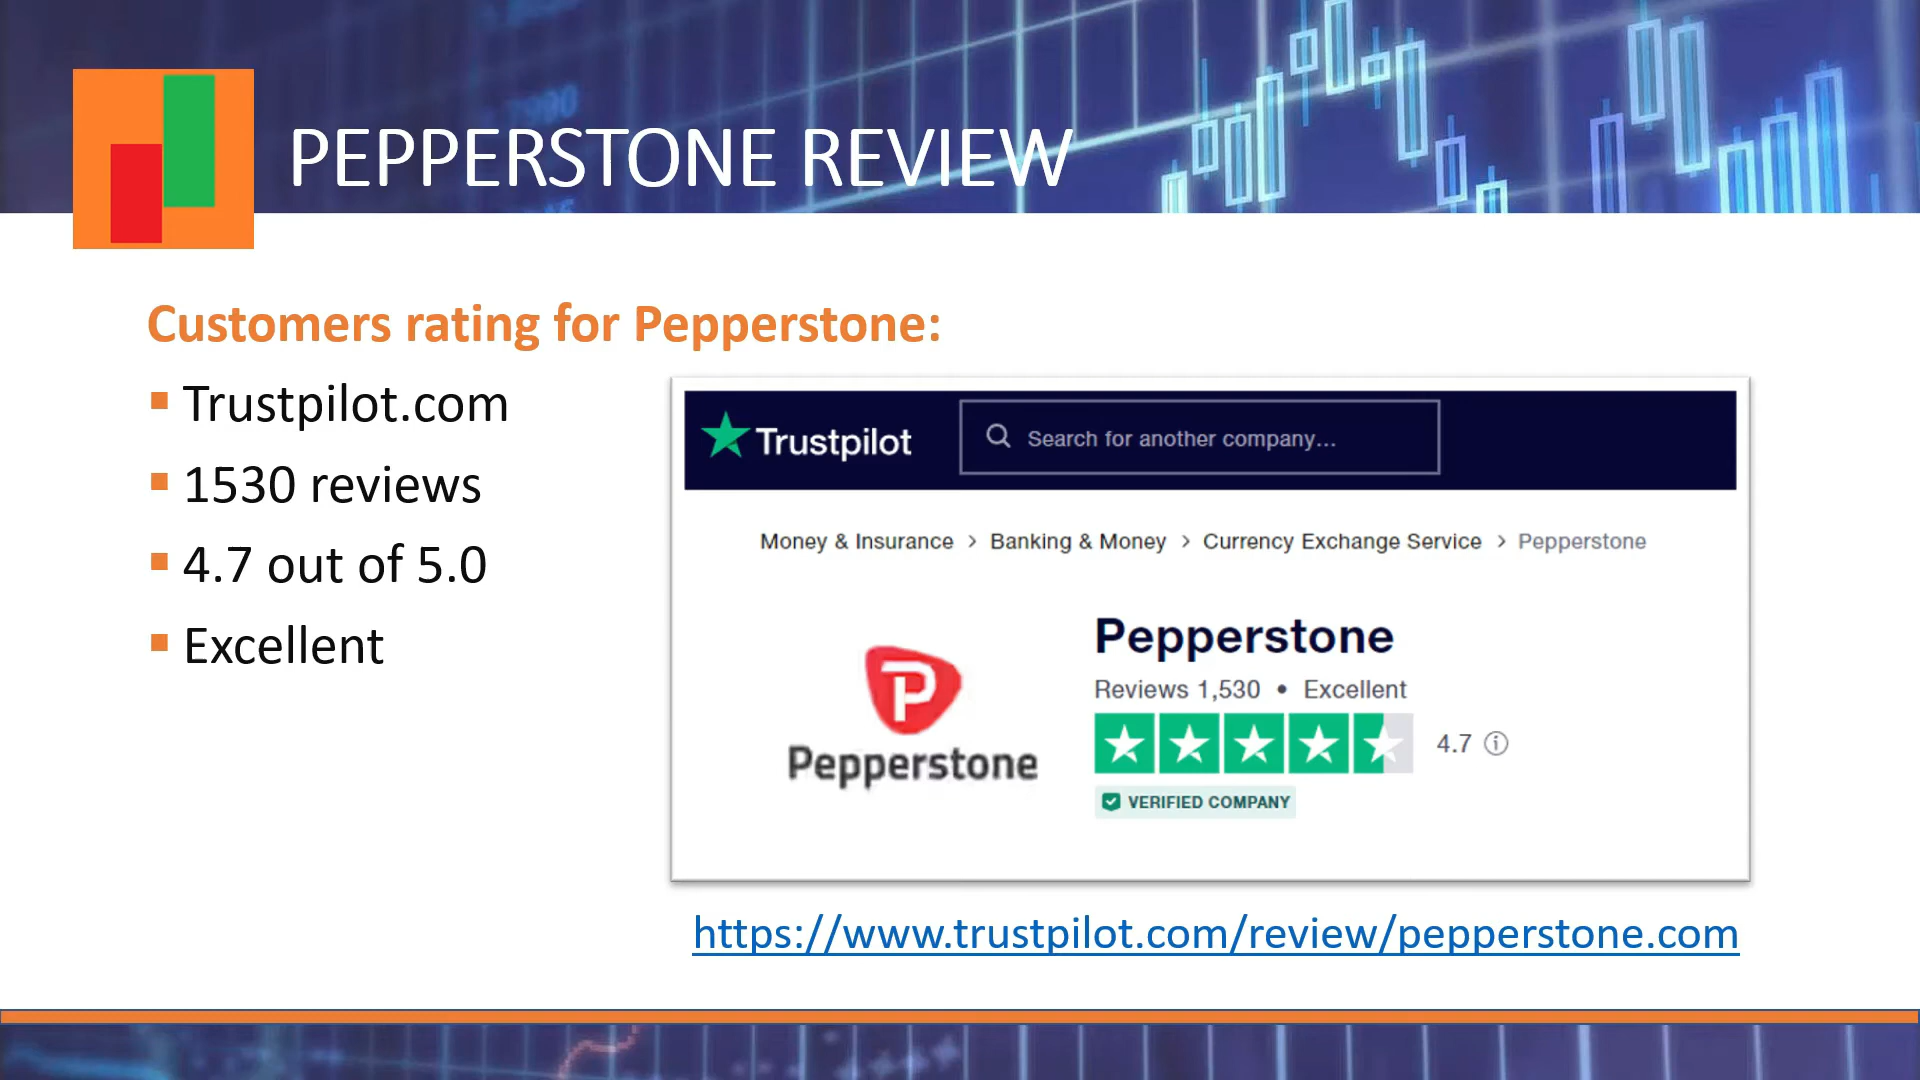 PEPPERSTONE REVIEW
Customers rating for Pepperstone:
Trustpilot.com
1530 reviews
4.7 out of 5.0
Excellent
Trustpilot
Search for another company...
Money & Insurance > Banking & Money > Currency Exchange Service > Pepperstone
Pepperstone
Pepperstone
Reviews 1,530 • Excellent
4.7
VERIFIED COMPANY
https://www.trustpilot.com/review/pepperstone.com